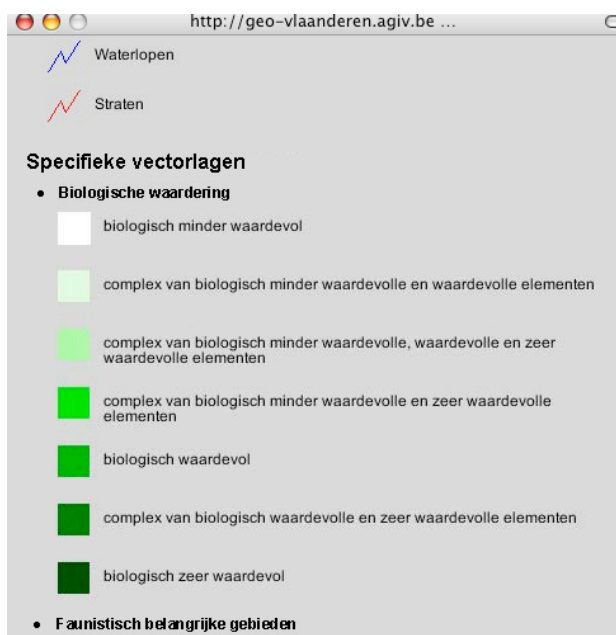 http://geo-vlaanderen.agiv.be ...
Waterlopen
Straten
Specifieke vectorlagen
• Biologische waardering
biologisch minder waardevol
complex van biologisch minder waardevolle en waardevolle elementen
complex van biologisch minder waardevolle, waardevolle en zeer
waardevolle elementen
complex van biologisch minder waardevolle en zeer waardevolle
elementen
biologisch waardevol
complex van biologisch waardevolle en zeer waardevolle elementen
biologisch zeer waardevol
• Faunistisch belangrijke gebieden